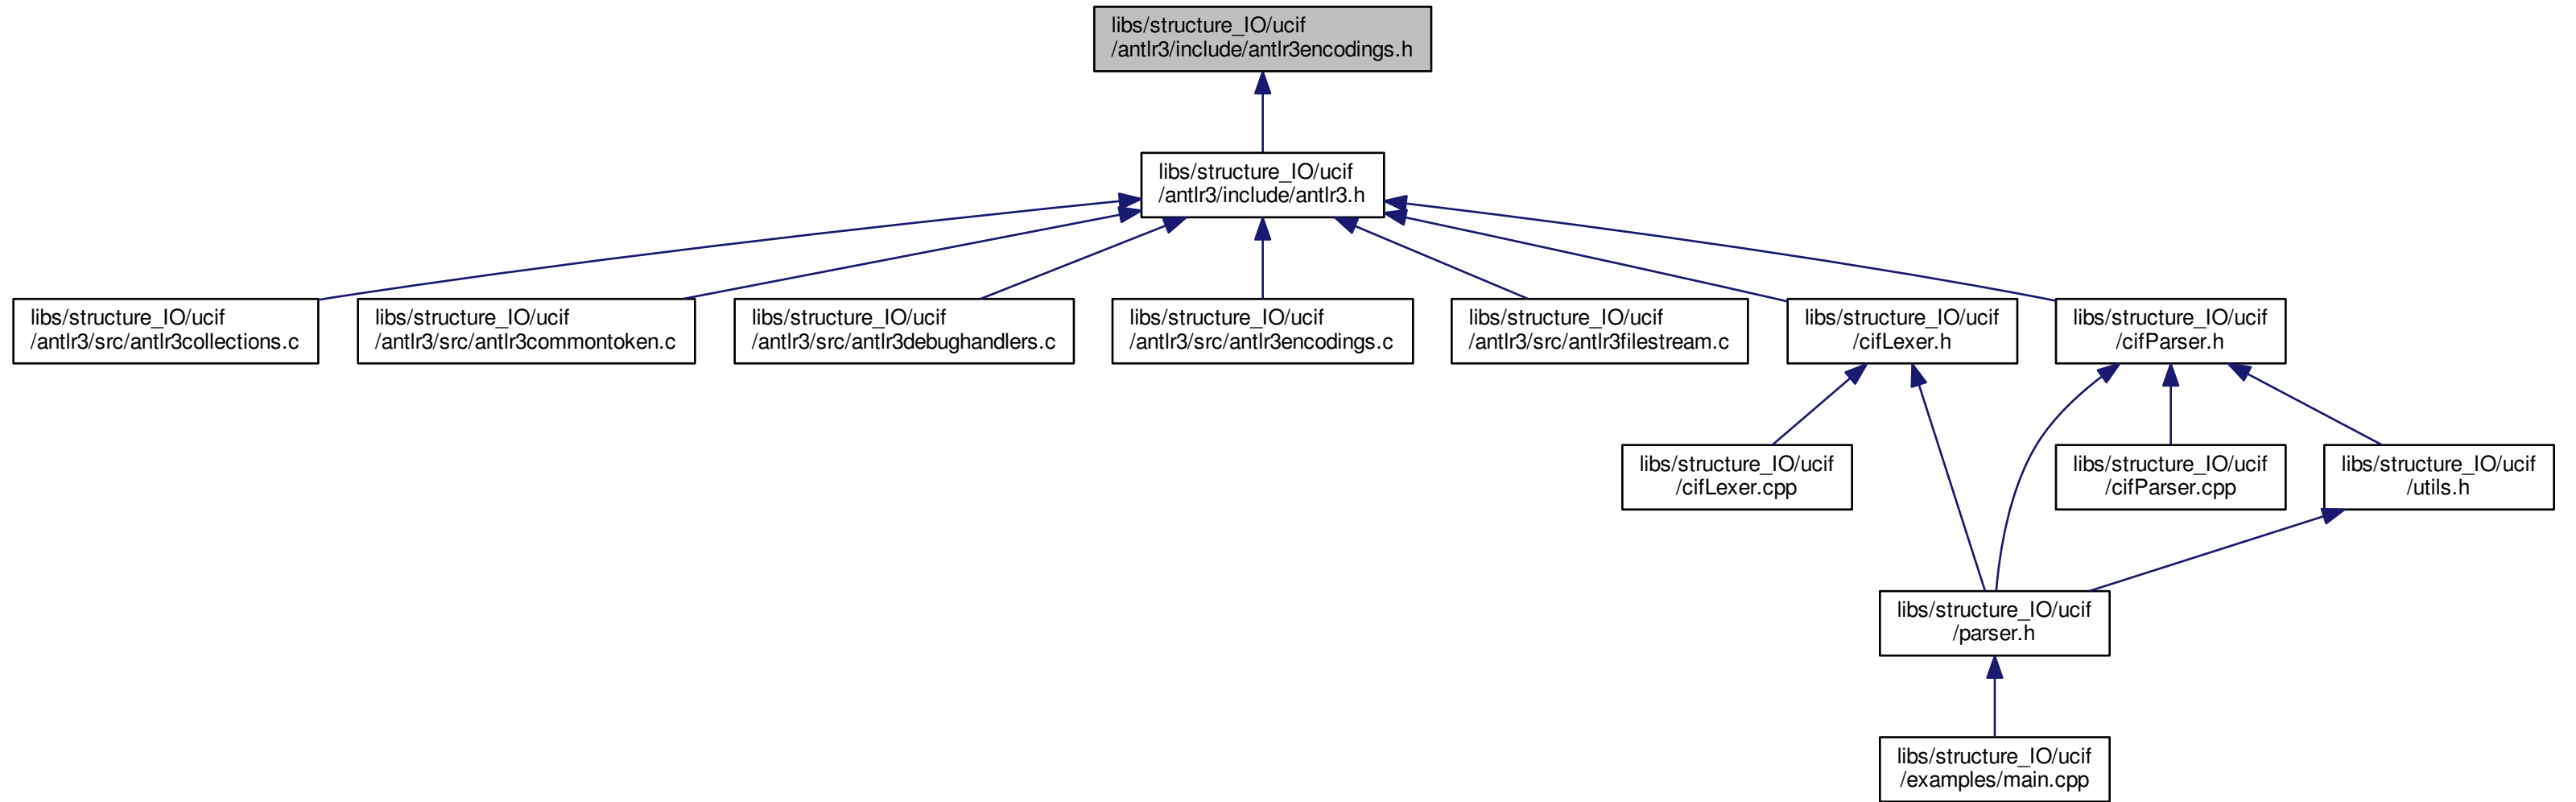 libs/structure_IO/ucif
/antlr3/include/antlr3encodings.h
libs/structure_IO/ucif
/antlr3/include/antlr3.h
libs/structure_IO/ucif
/antlr3/src/antlr3collections.c
libs/structure_IO/ucif
/antlr3/src/antlr3commontoken.c
libs/structure_IO/ucif
/antlr3/src/antlr3debughandlers.c
libs/structure_IO/ucif
/antlr3/src/antlr3encodings.c
libs/structure_IO/ucif
/antlr3/src/antlr3filestream.c
libs/structure_IO/ucif
/cifLexer.h
libs/structure_IO/ucif
/cifParser.h
libs/structure_IO/ucif
/cifLexer.cpp
libs/structure_IO/ucif
/cifParser.cpp
libs/structure_IO/ucif
/utils.h
libs/structure_IO/ucif
/parser.h
libs/structure_IO/ucif
/examples/main.cpp